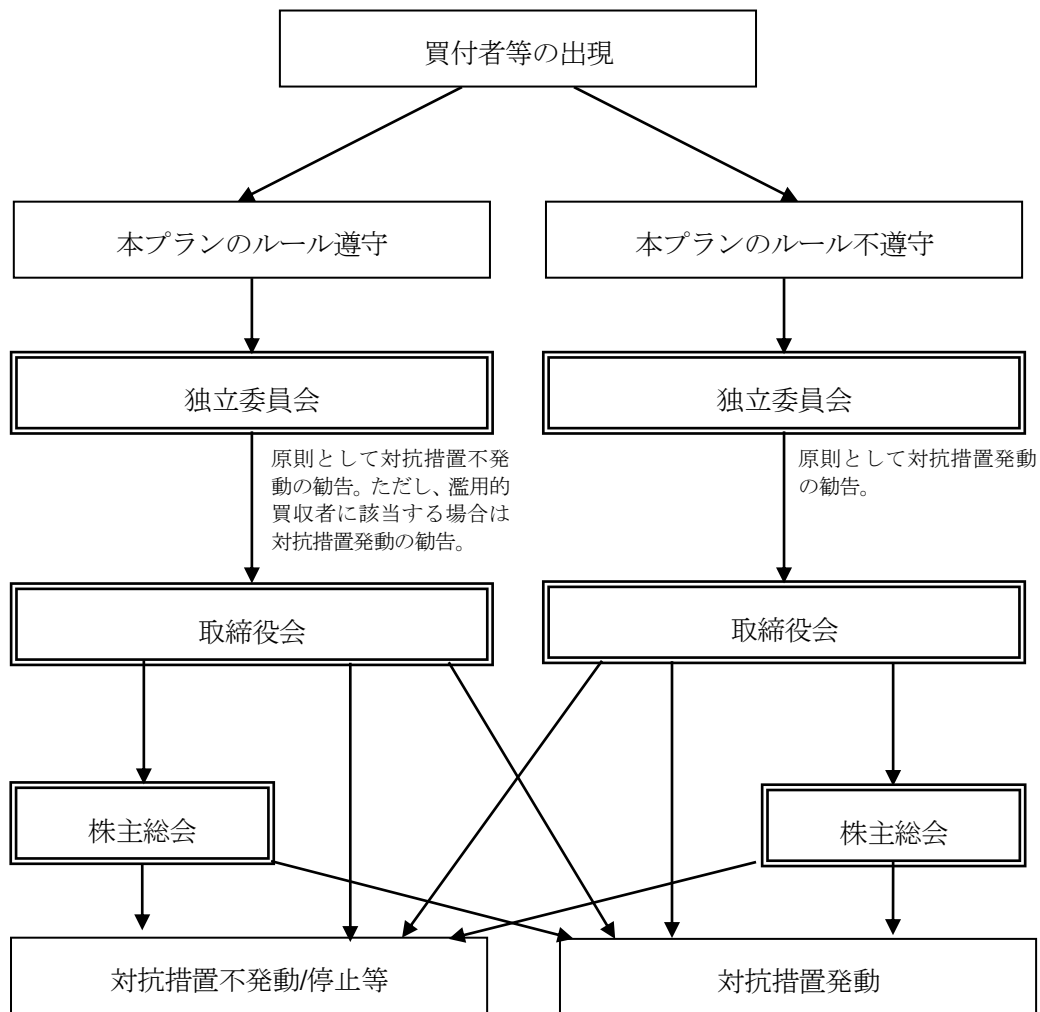 買付者等の出現
本プランのルール遵守
本プランのルール不遵守
独立委員会
独立委員会
原則として対抗措置不発
動の勧告。ただし、濫用的
買収者に該当する場合は
対抗措置発動の勧告。
原則として対抗措置発動
の勧告。
取締役会
取締役会
株主総会
株主総会
対抗措置不発動/停止等
対抗措置発動